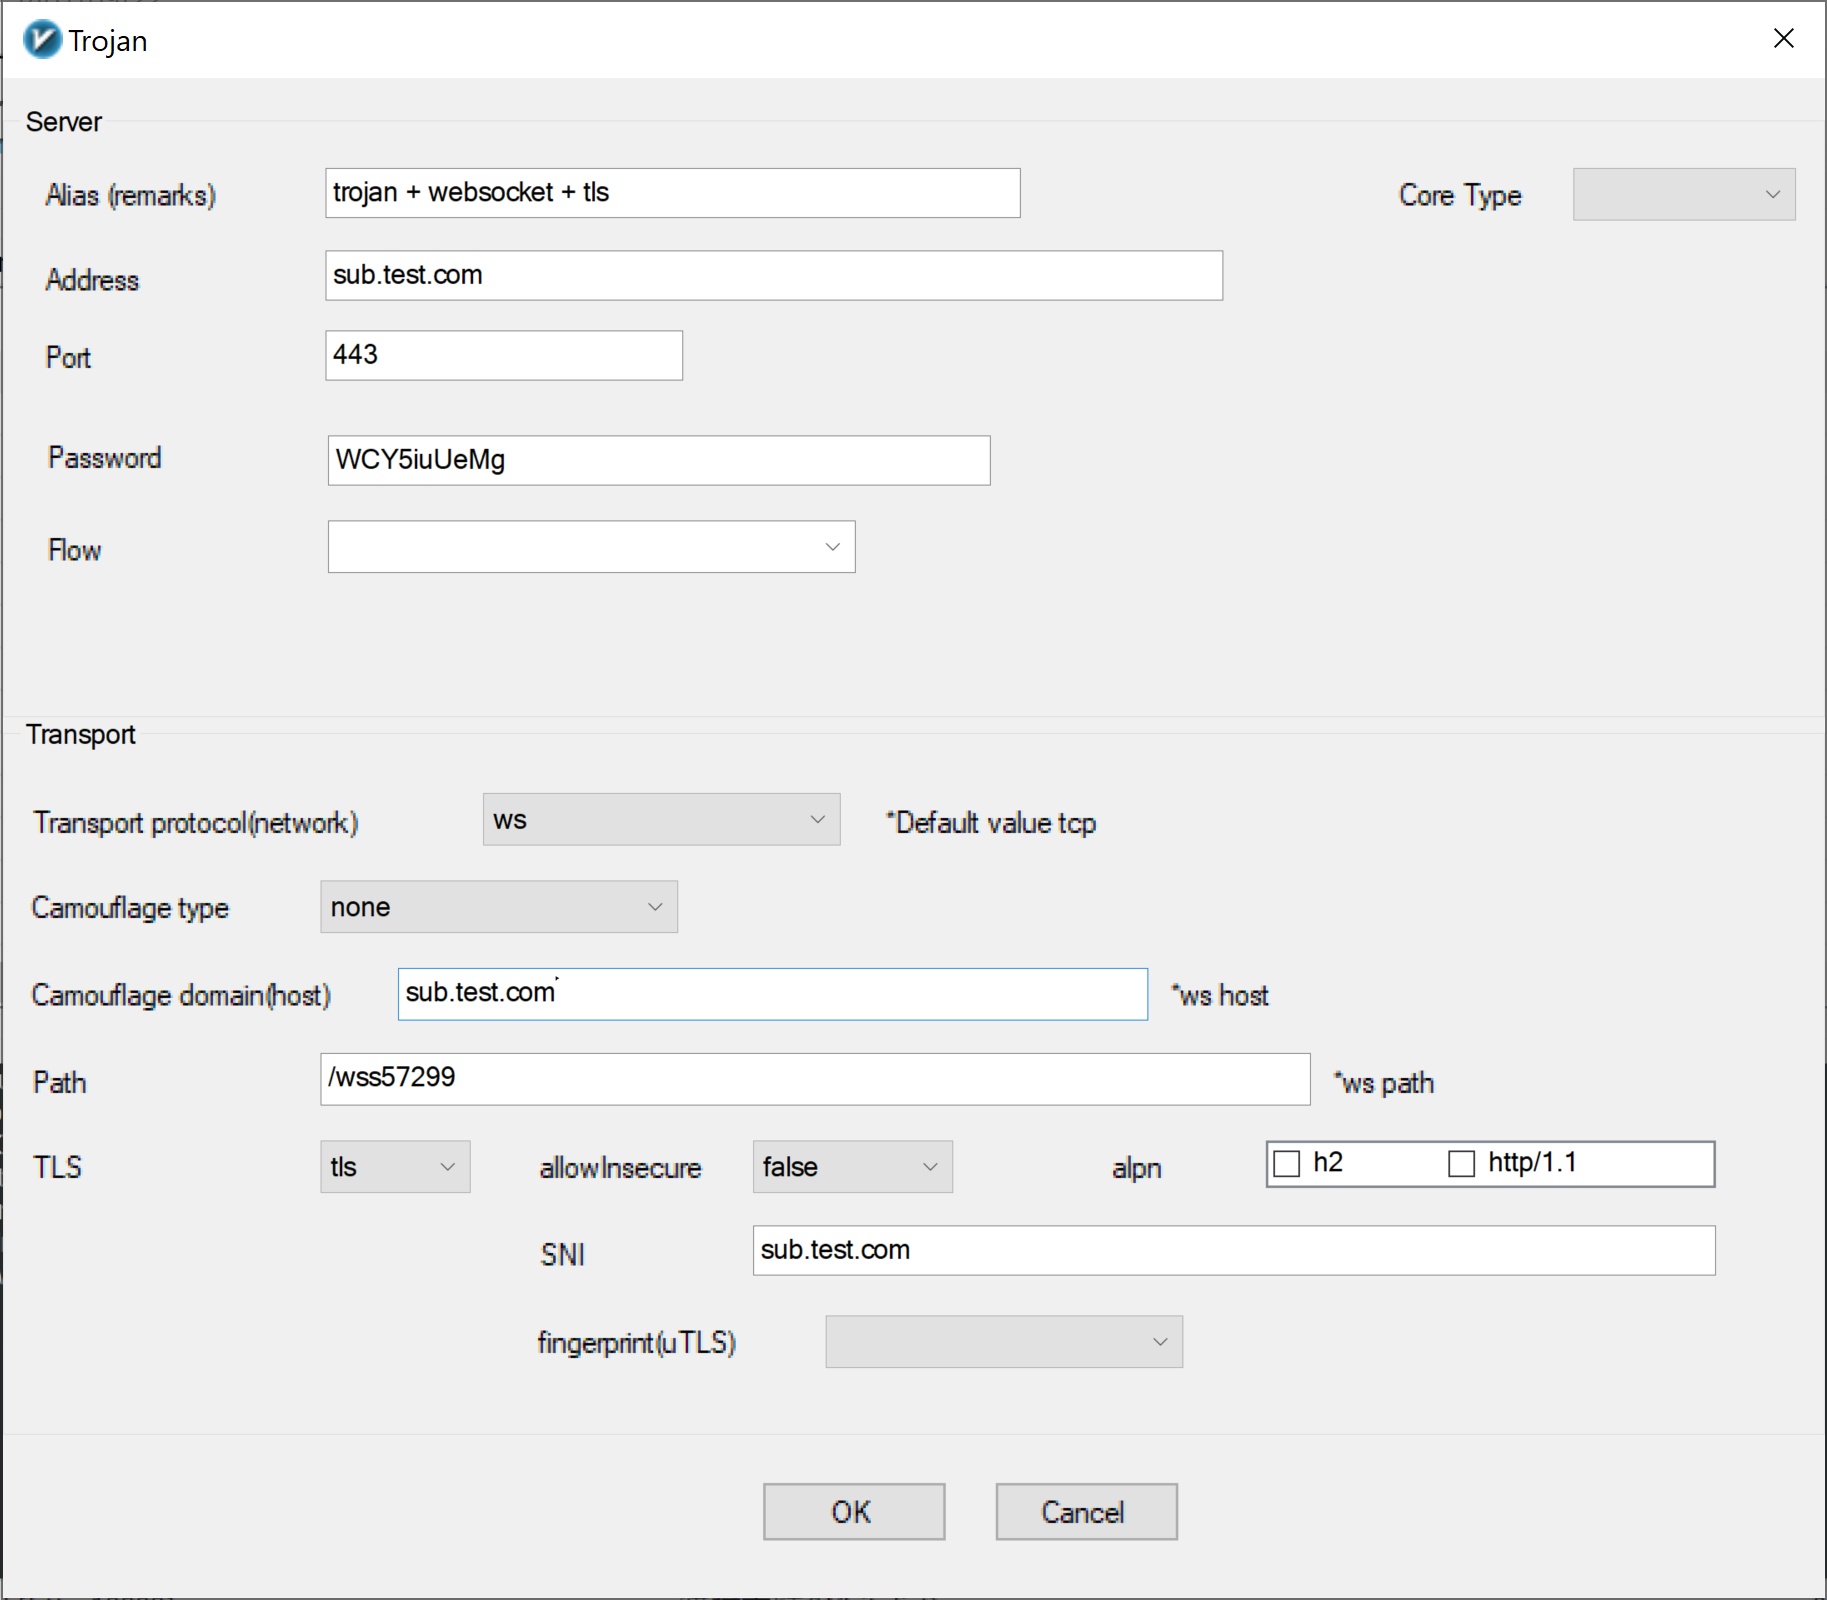 Trojan
Server
Alias (remarks) trojan + websocket + tls Core Type
Address sub.test.com
Port 443
Password WCY5iuUeMg
Flow
Transport
Transport protocol(network) ws *Default value tcp
Camouflage type none
Camouflage domain(host) sub.test.com *ws host
Path /wss57299 *ws path
TLS tls allowInsecure false alpn h2 http/1.1
SNI sub.test.com
fingerprint(uTLS)
OK Cancel